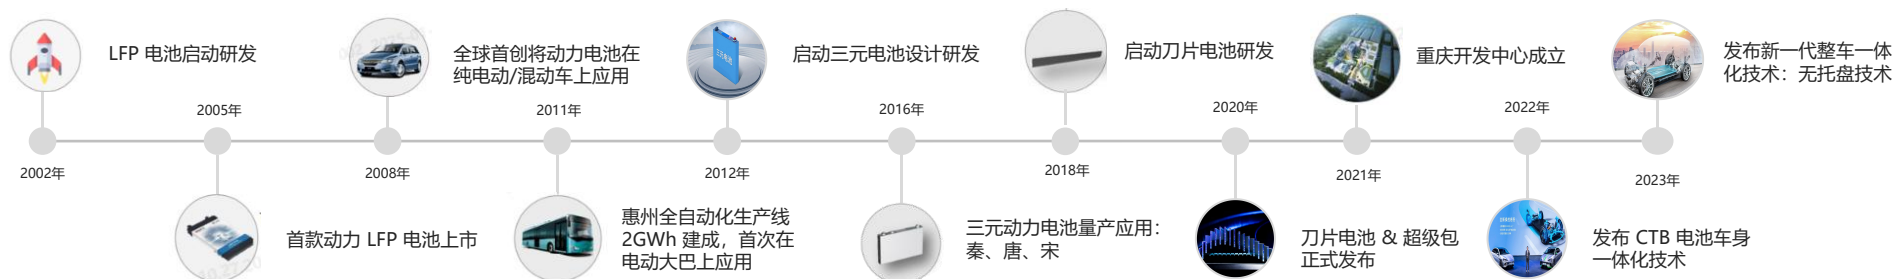 LFP 电池启动研发
2002年
2005年
首款动力 LFP 电池上市
全球首创将动力电池在
纯电动/混动车上应用
2008年
2011年
惠州全自动化生产线
2GWh 建成，首次在
电动大巴上应用
启动三元电池设计研发
2012年
2016年
三元动力电池量产应用：
秦、唐、宋
启动刀片电池研发
2018年
2020年
刀片电池 & 超级包
正式发布
重庆开发中心成立
2021年
2022年
发布 CTB 电池车身
一体化技术
发布新一代整车一体
化技术：无托盘技术
2023年